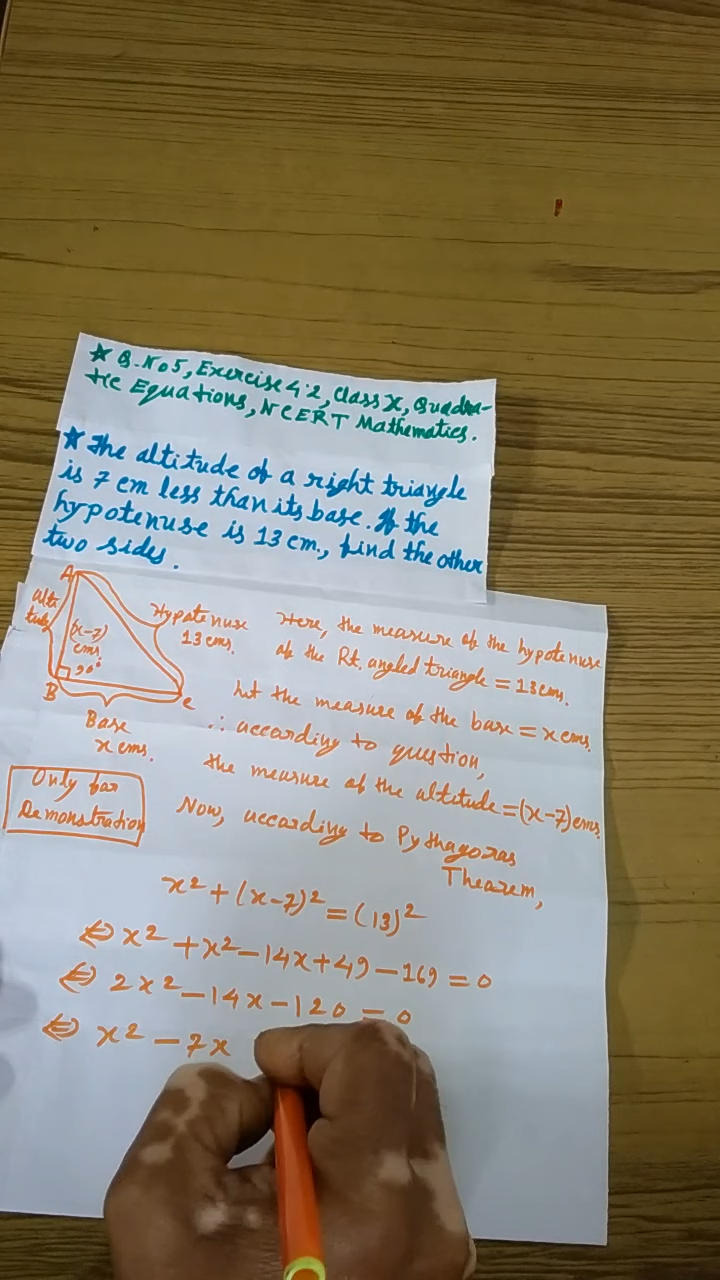 * Q. No 5, Exercise 4.2, Class X, Quadra-
tic Equations, NCERT Mathematics.
* The altitude of a right triangle
is 7 cm less than its base. If the
hypotenuse is 13 cm., find the other
two sides.
A
Alti
tude
(x-7)
cms
90°
B
C
Hypotenuse
13 cms.
Base
x cms.
Only for
Demonstration
Here, the measure of the hypotenuse
of the Rt. angled triangle = 13 cms.
Let the measure of the base = x cms.
∴ according to question,
the measure of the altitude = (x-7) cms.
Now, according to Pythagoras
Theorem,
x² + (x-7)² = (13)²
⇔ x² + x² - 14x + 49 - 169 = 0
⇔ 2x² - 14x - 120 = 0
⇔ x² - 7x